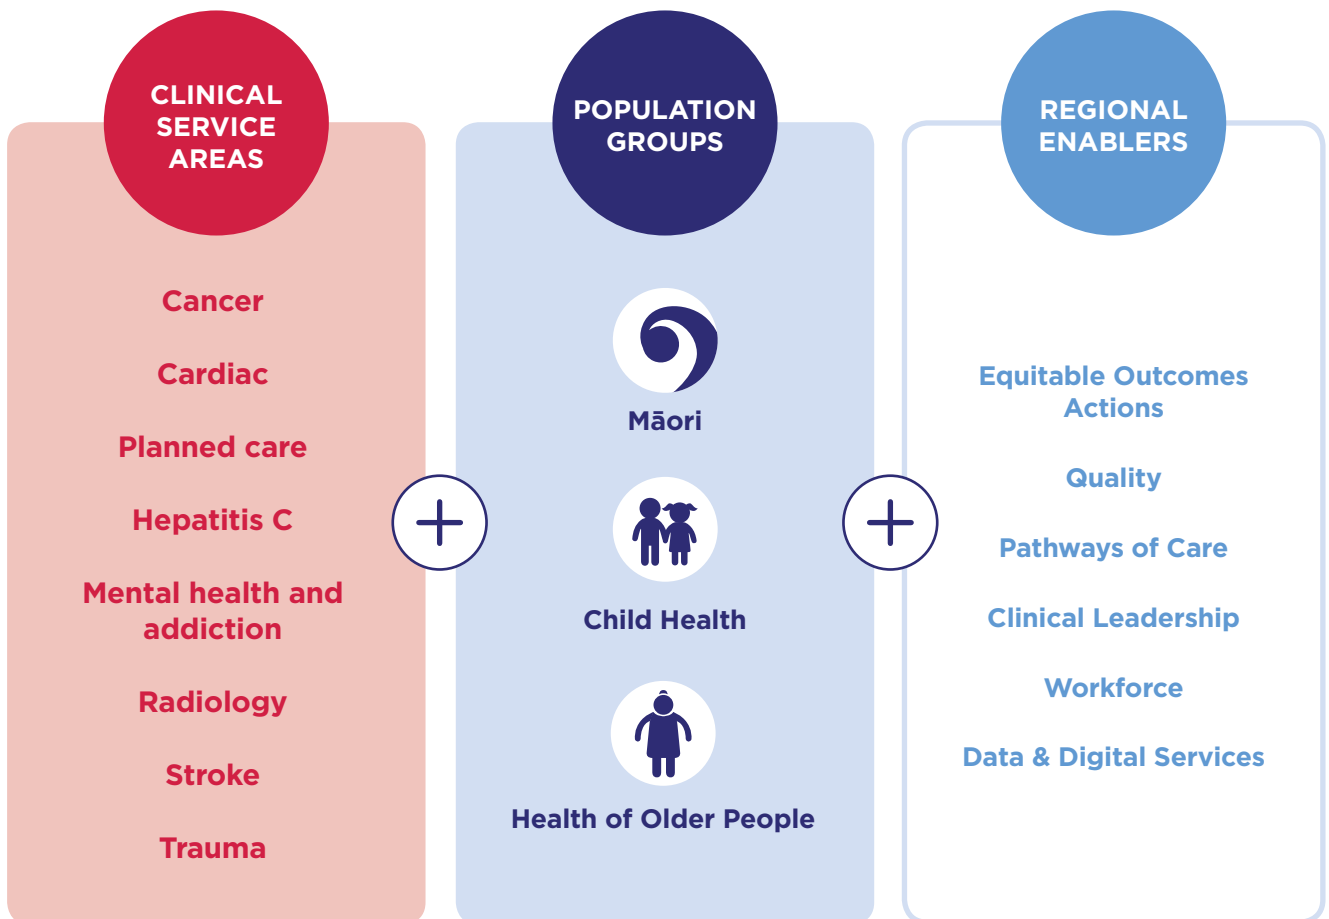 CLINICAL
SERVICE
AREAS
Cancer
Cardiac
Planned care
Hepatitis C
Mental health and
addiction
Radiology
Stroke
Trauma
POPULATION
GROUPS
Māori
Child Health
Health of Older People
REGIONAL
ENABLERS
Equitable Outcomes
Actions
Quality
Pathways of Care
Clinical Leadership
Workforce
Data & Digital Services